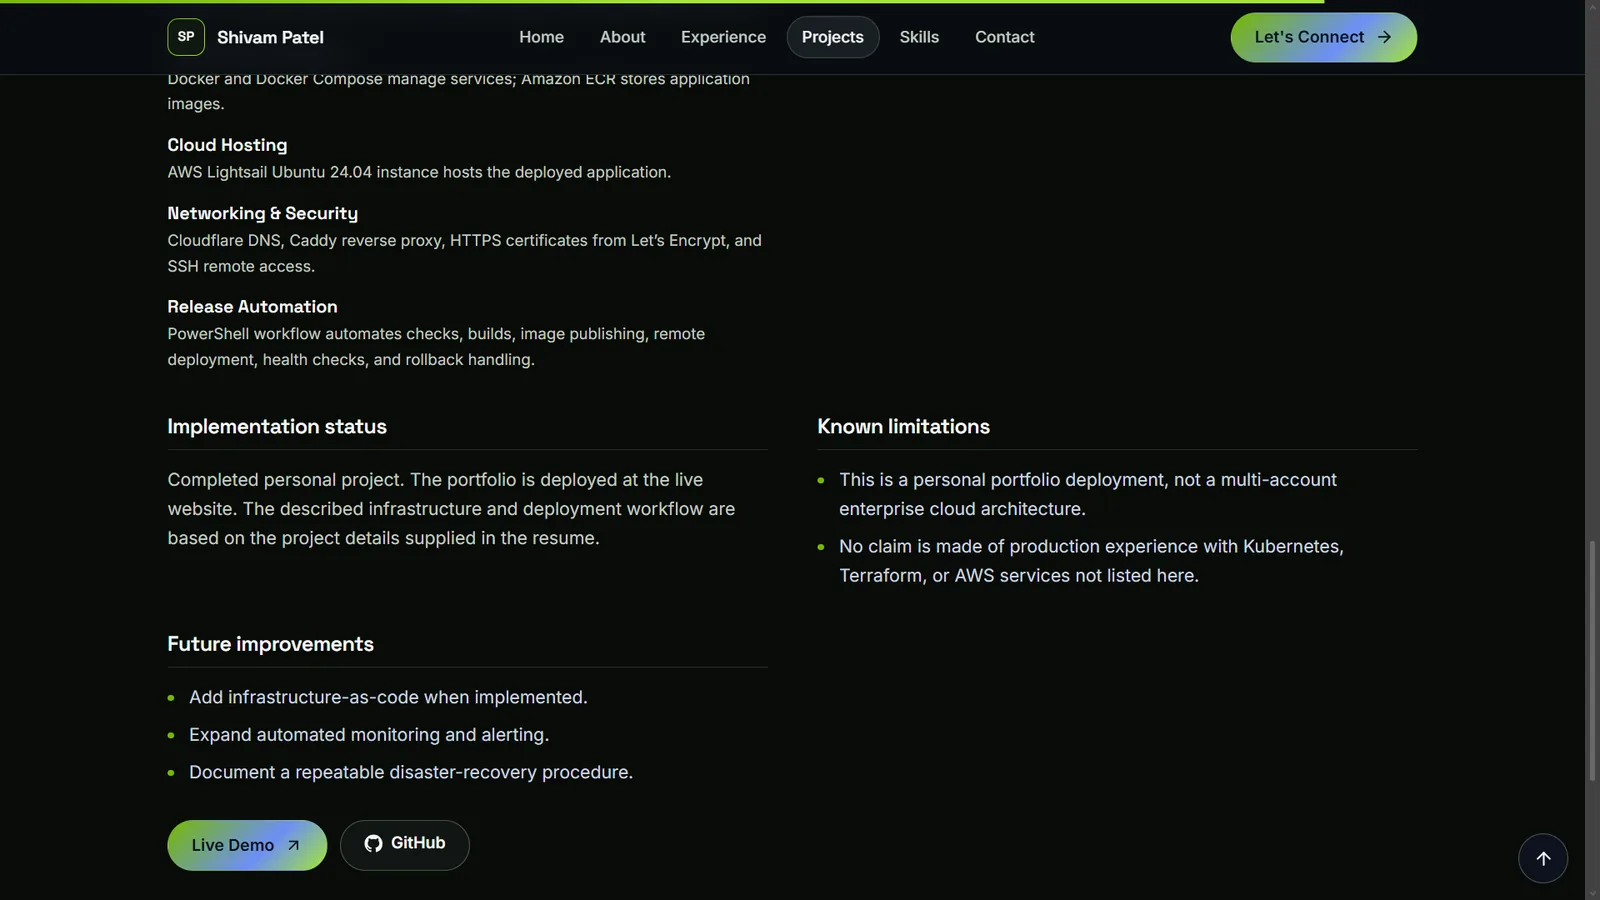 SP
Shivam Patel
Home
About
Experience
Projects
Skills
Contact
Let's Connect
Docker and Docker Compose manage services; Amazon ECR stores application
images.
Cloud Hosting
AWS Lightsail Ubuntu 24.04 instance hosts the deployed application.
Networking & Security
Cloudflare DNS, Caddy reverse proxy, HTTPS certificates from Let’s Encrypt, and
SSH remote access.
Release Automation
PowerShell workflow automates checks, builds, image publishing, remote
deployment, health checks, and rollback handling.
Implementation status
Completed personal project. The portfolio is deployed at the live
website. The described infrastructure and deployment workflow are
based on the project details supplied in the resume.
Known limitations
This is a personal portfolio deployment, not a multi-account
enterprise cloud architecture.
No claim is made of production experience with Kubernetes,
Terraform, or AWS services not listed here.
Future improvements
Add infrastructure-as-code when implemented.
Expand automated monitoring and alerting.
Document a repeatable disaster-recovery procedure.
Live Demo
GitHub